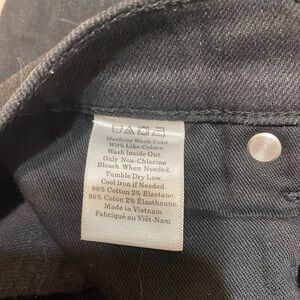 Machine Wash Cold
With Like Colors
Wash Inside Out.
Only Non-Chlorine
Bleach When Needed.
Tumble Dry Low.
Cool Iron if Needed.
98% Cotton 2% Elastane
98% Coton 2% Élasthanne
Made in Vietnam
Fabriqué au Viêt-Nam